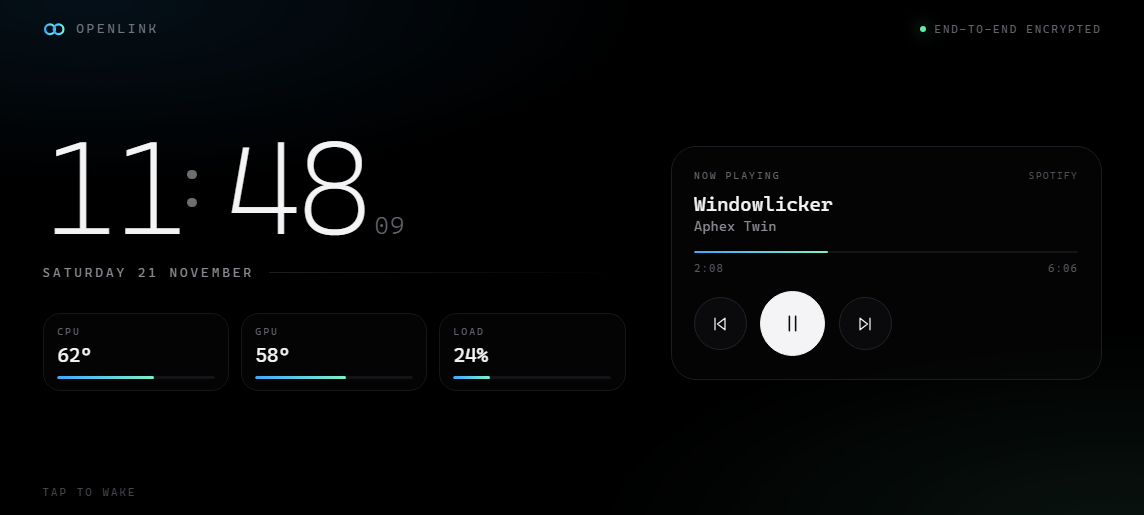 OPENLINK
END-TO-END ENCRYPTED
11:48 09
SATURDAY 21 NOVEMBER
CPU
62°
GPU
58°
LOAD
24%
NOW PLAYING
SPOTIFY
Windowlicker
Aphex Twin
2:08
6:06
TAP TO WAKE